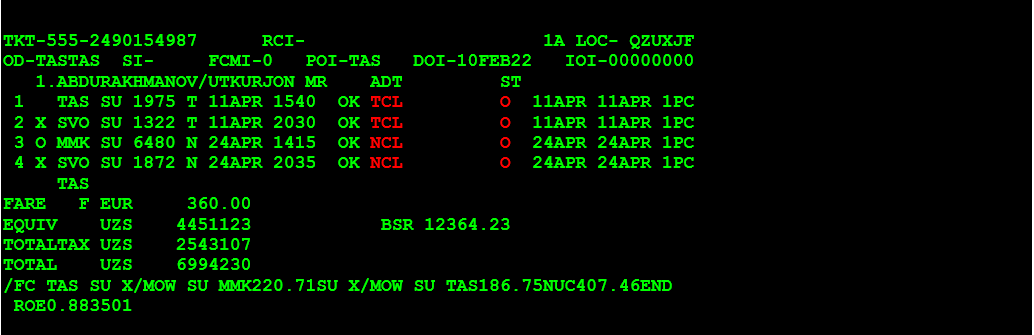 TKT-555-2490154987 RCI- 1A LOC- QZUXJF
OD-TASTAS SI- FCMI-0 POI-TAS DOI-10FEB22 IOI-00000000
1.ABDURAKHMANOV/UTKURJON MR ADT ST
1 TAS SU 1975 T 11APR 1540 OK TCL O 11APR 11APR 1PC
2 X SVO SU 1322 T 11APR 2030 OK TCL O 11APR 11APR 1PC
3 O MMK SU 6480 N 24APR 1415 OK NCL O 24APR 24APR 1PC
4 X SVO SU 1872 N 24APR 2035 OK NCL O 24APR 24APR 1PC
TAS
FARE F EUR 360.00
EQUIV UZS 4451123 BSR 12364.23
TOTALTAX UZS 2543107
TOTAL UZS 6994230
/FC TAS SU X/MOW SU MMK220.71SU X/MOW SU TAS186.75NUC407.46END
ROE0.883501